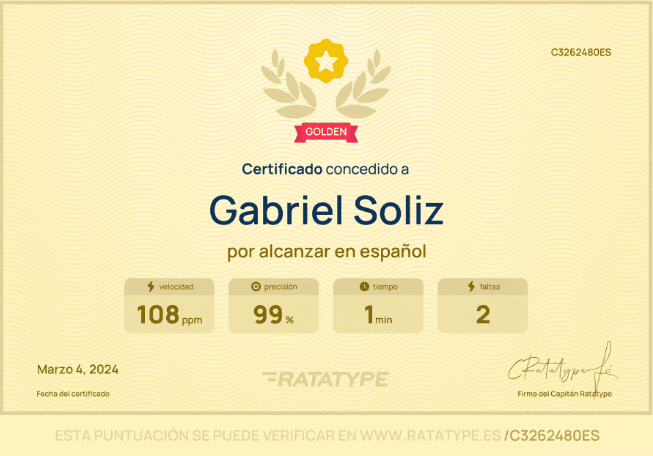 C3262480ES
GOLDEN
Certificado concedido a
Gabriel Soliz
por alcanzar en español
velocidad
108 ppm
precisión
99 %
tiempo
1 min
faltas
2
Marzo 4, 2024
Fecha del certificado
RATATYPE
CRatatype
Firma del Capitán Ratatype
ESTA PUNTUACIÓN SE PUEDE VERIFICAR EN WWW.RATATYPE.ES /C3262480ES